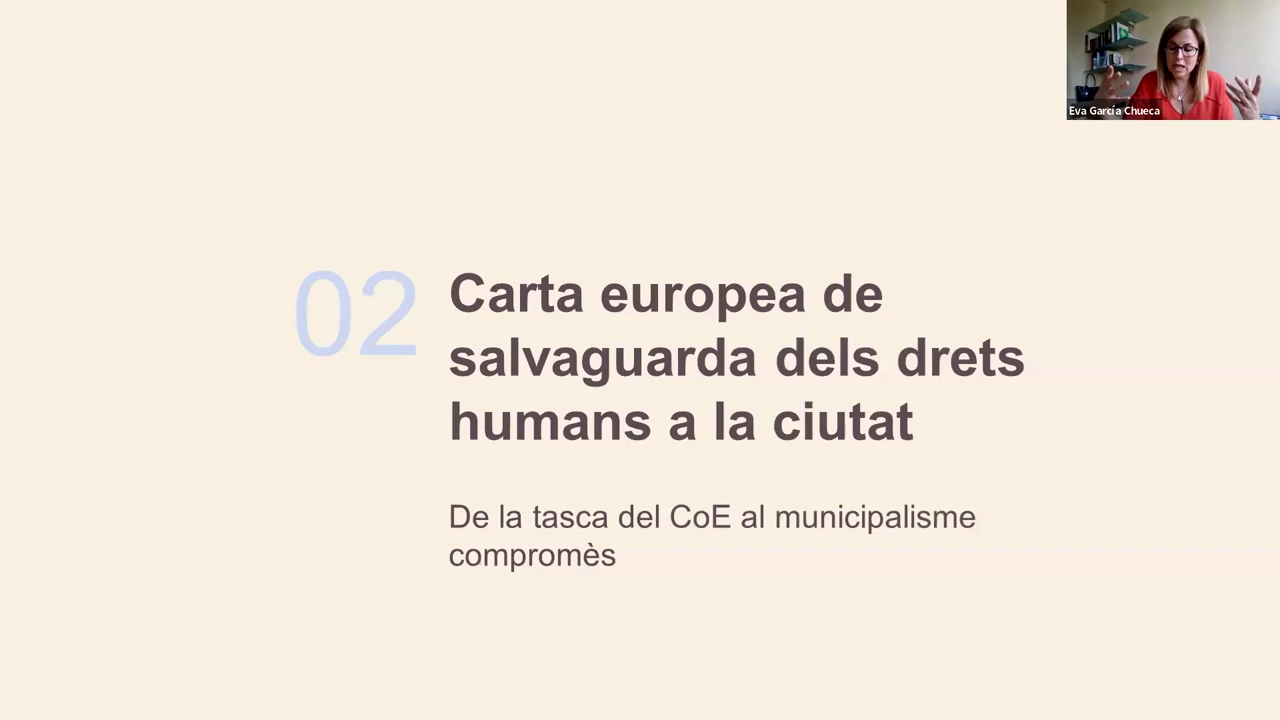 Eva García Chueca
02
Carta europea de
salvaguarda dels drets
humans a la ciutat
De la tasca del CoE al municipalisme
compromès